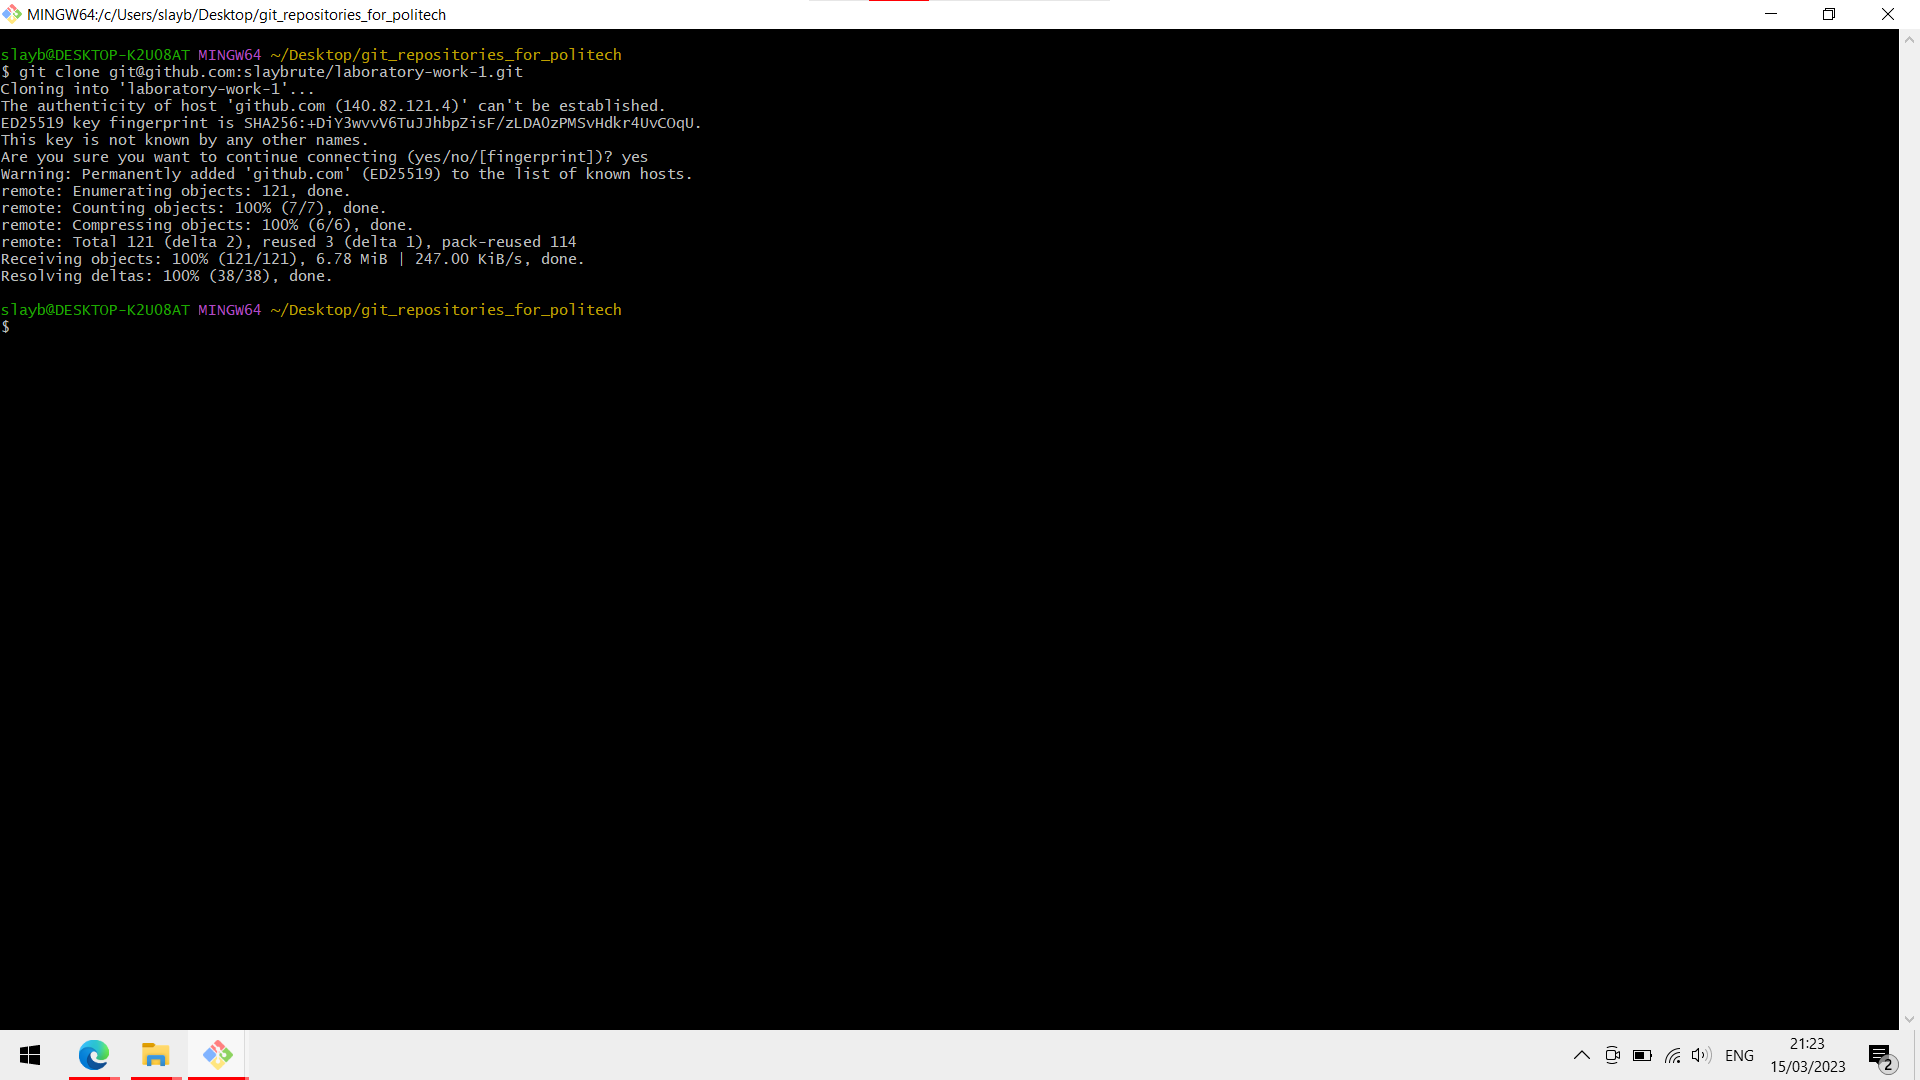 MINGW64:/c/Users/slayb/Desktop/git_repositories_for_politech
slayb@DESKTOP-K2UO8AT MINGW64 ~/Desktop/git_repositories_for_politech
$ git clone git@github.com:slaybrute/laboratory-work-1.git
Cloning into 'laboratory-work-1'...
The authenticity of host 'github.com (140.82.121.4)' can't be established.
ED25519 key fingerprint is SHA256:+DiY3wvvV6TuJJhbpZisF/zLDA0zPMSvHdkr4UvCOqU.
This key is not known by any other names.
Are you sure you want to continue connecting (yes/no/[fingerprint])? yes
Warning: Permanently added 'github.com' (ED25519) to the list of known hosts.
remote: Enumerating objects: 121, done.
remote: Counting objects: 100% (7/7), done.
remote: Compressing objects: 100% (6/6), done.
remote: Total 121 (delta 2), reused 3 (delta 1), pack-reused 114
Receiving objects: 100% (121/121), 6.78 MiB | 247.00 KiB/s, done.
Resolving deltas: 100% (38/38), done.
slayb@DESKTOP-K2UO8AT MINGW64 ~/Desktop/git_repositories_for_politech
$
ENG
21:23
15/03/2023
2